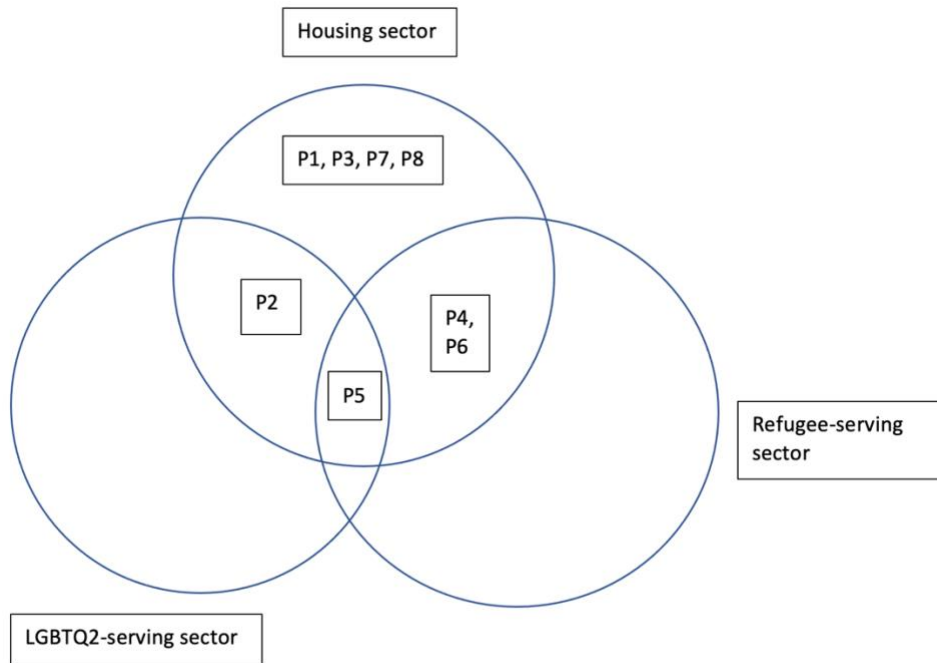 Housing sector
P1, P3, P7, P8
P2
P4,
P6
P5
Refugee-serving
sector
LGBTQ2-serving sector